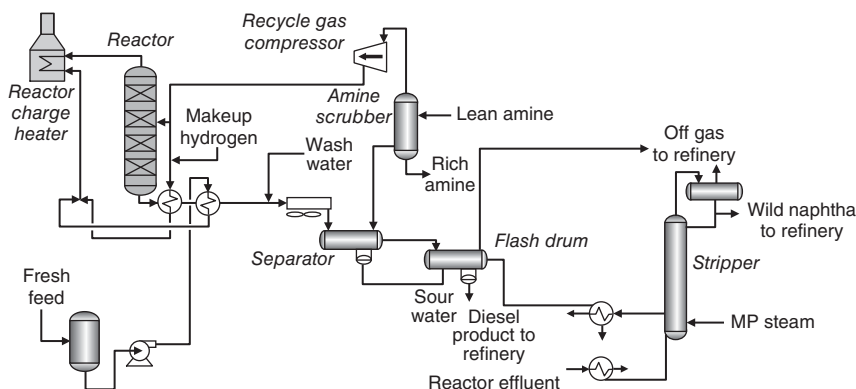 Recycle gas
compressor
Reactor
Reactor
charge
heater
Makeup
hydrogen
Amine
scrubber
Lean amine
Wash
water
Rich
amine
Off gas
to refinery
Wild naphtha
to refinery
Separator
Flash drum
Stripper
Fresh
feed
Sour
water
Diesel
product to
refinery
MP steam
Reactor effluent